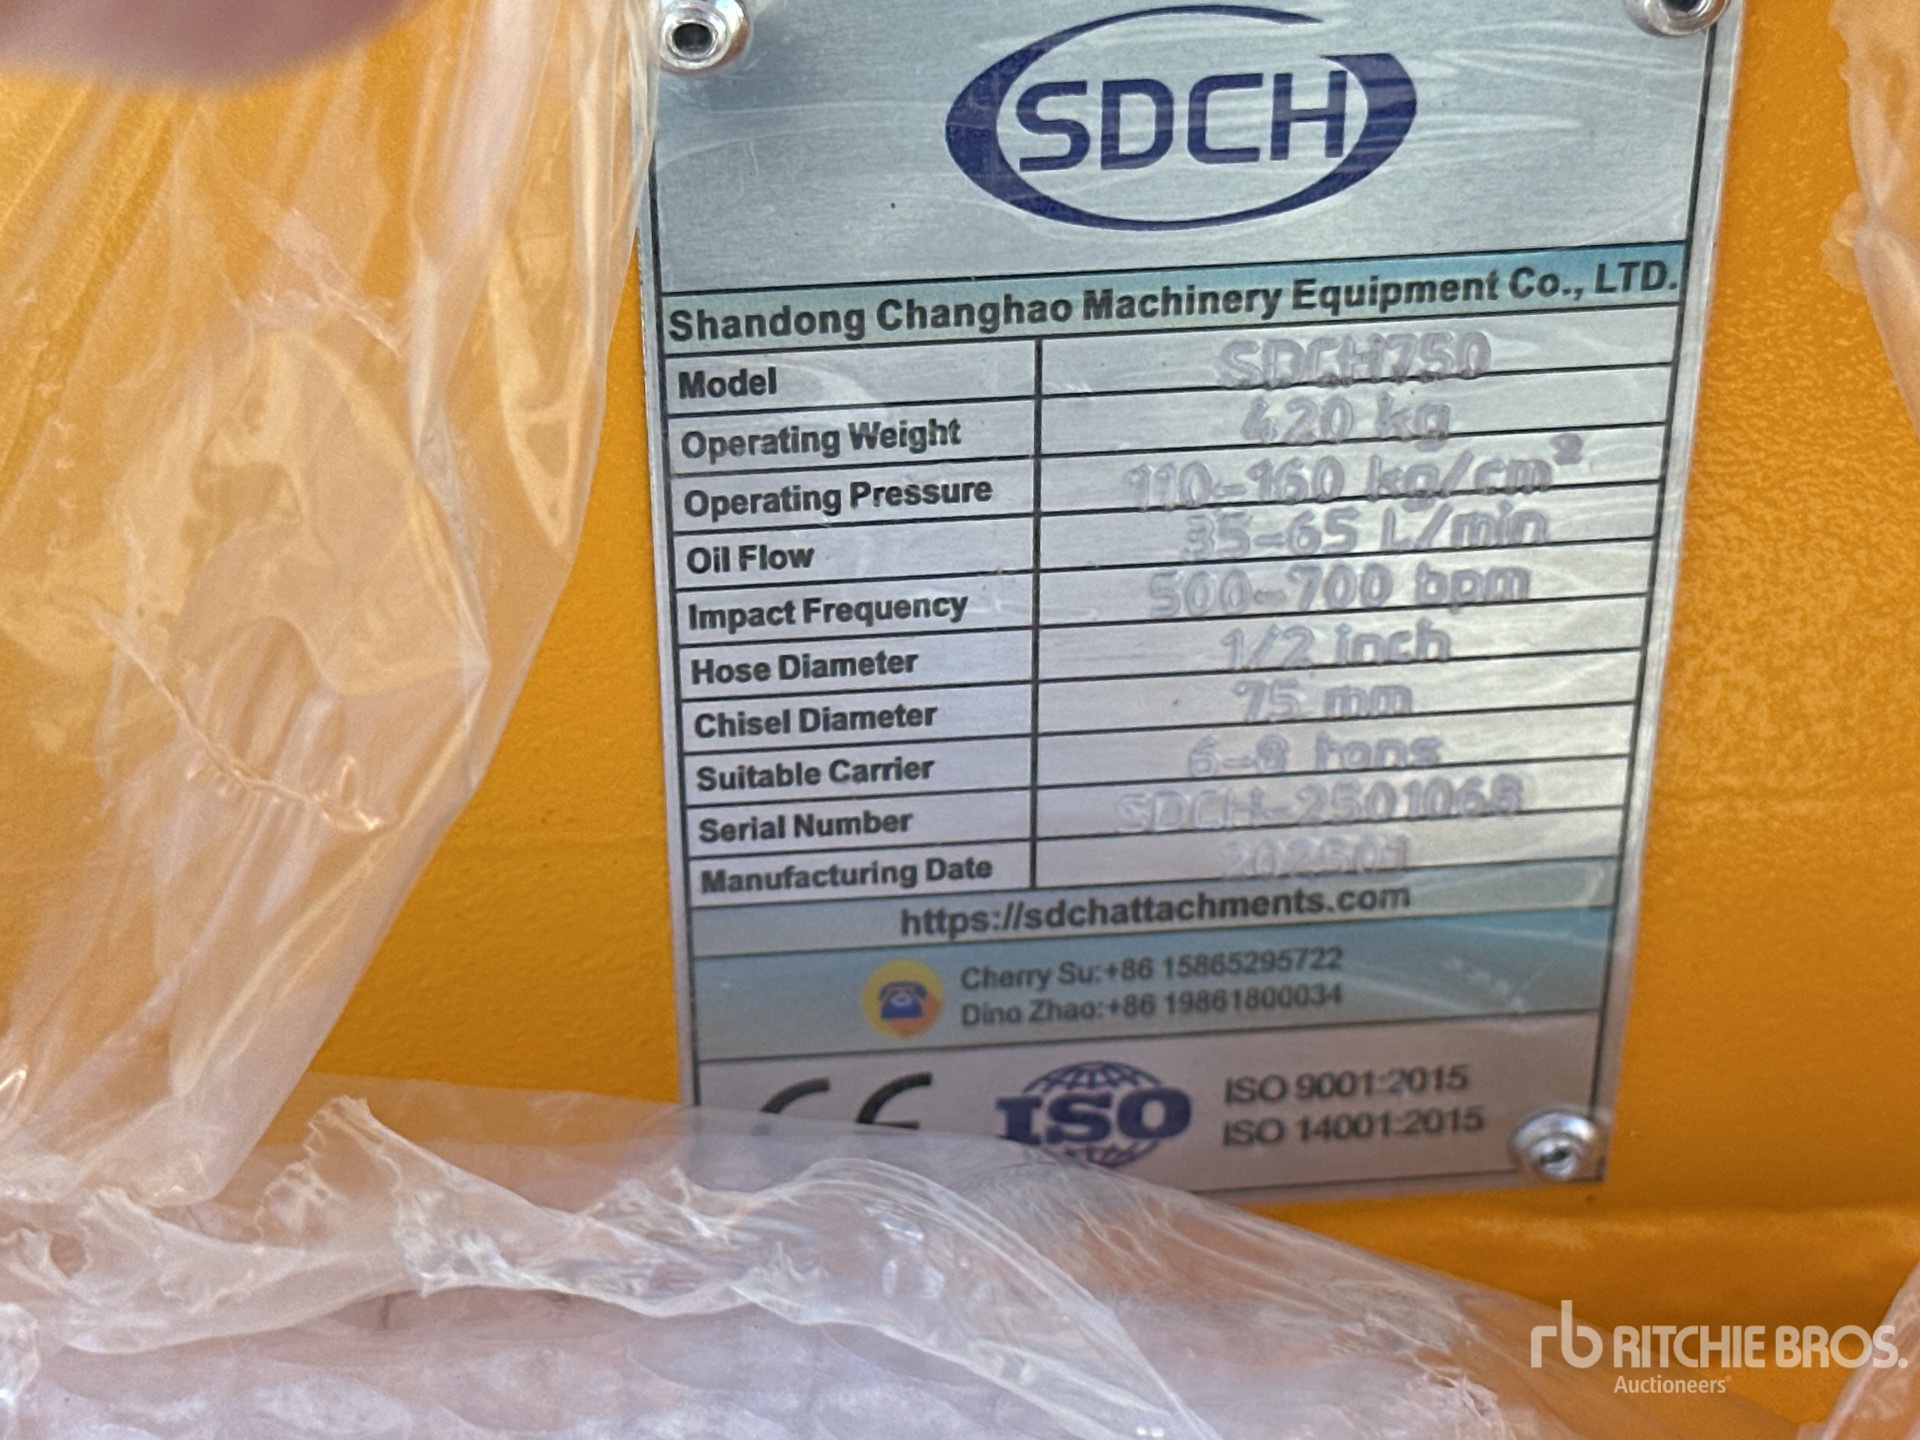 SDCH
Shandong Changhao Machinery Equipment Co., LTD.
Model SDCH750
Operating Weight 420 kg
Operating Pressure 110-160 kg/cm²
Oil Flow 35-65 L/min
Impact Frequency 500-700 bpm
Hose Diameter 1/2 inch
Chisel Diameter 75 mm
Suitable Carrier 6-8 tons
Serial Number SDCH-2501068
Manufacturing Date 202501
https://sdchattachments.com
Cherry Su:+86 15865295722
Dino Zhao:+86 19861800034
CE
ISO
ISO 9001:2015
ISO 14001:2015
rb RITCHIE BROS.
Auctioneers